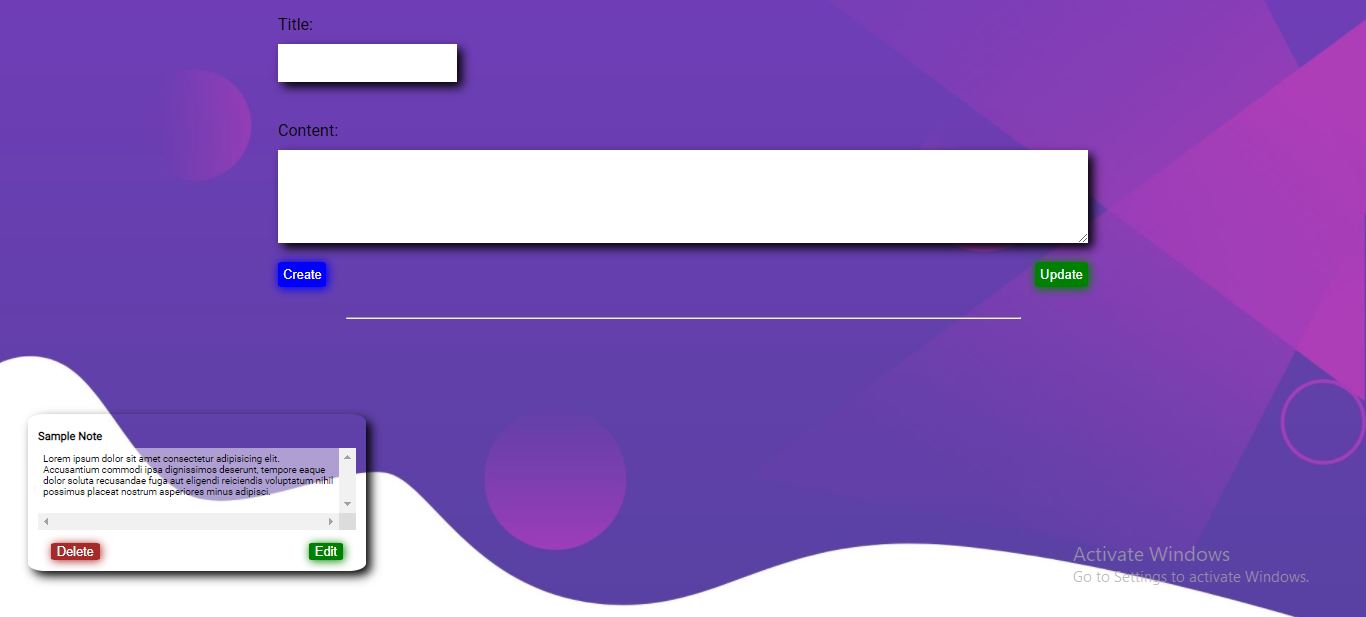 Title:
Content:
Create
Update
Sample Note
Lorem ipsum dolor sit amet consectetur adipisicing elit.
Accusantium commodi ipsa dignissimos deserunt, tempore eaque
dolor soluta recusandae fuga aut eligendi reiciendis voluptatum nihil
possimus placeat nostrum asperiores minus adipisci.
Delete
Edit
Activate Windows
Go to Settings to activate Windows.